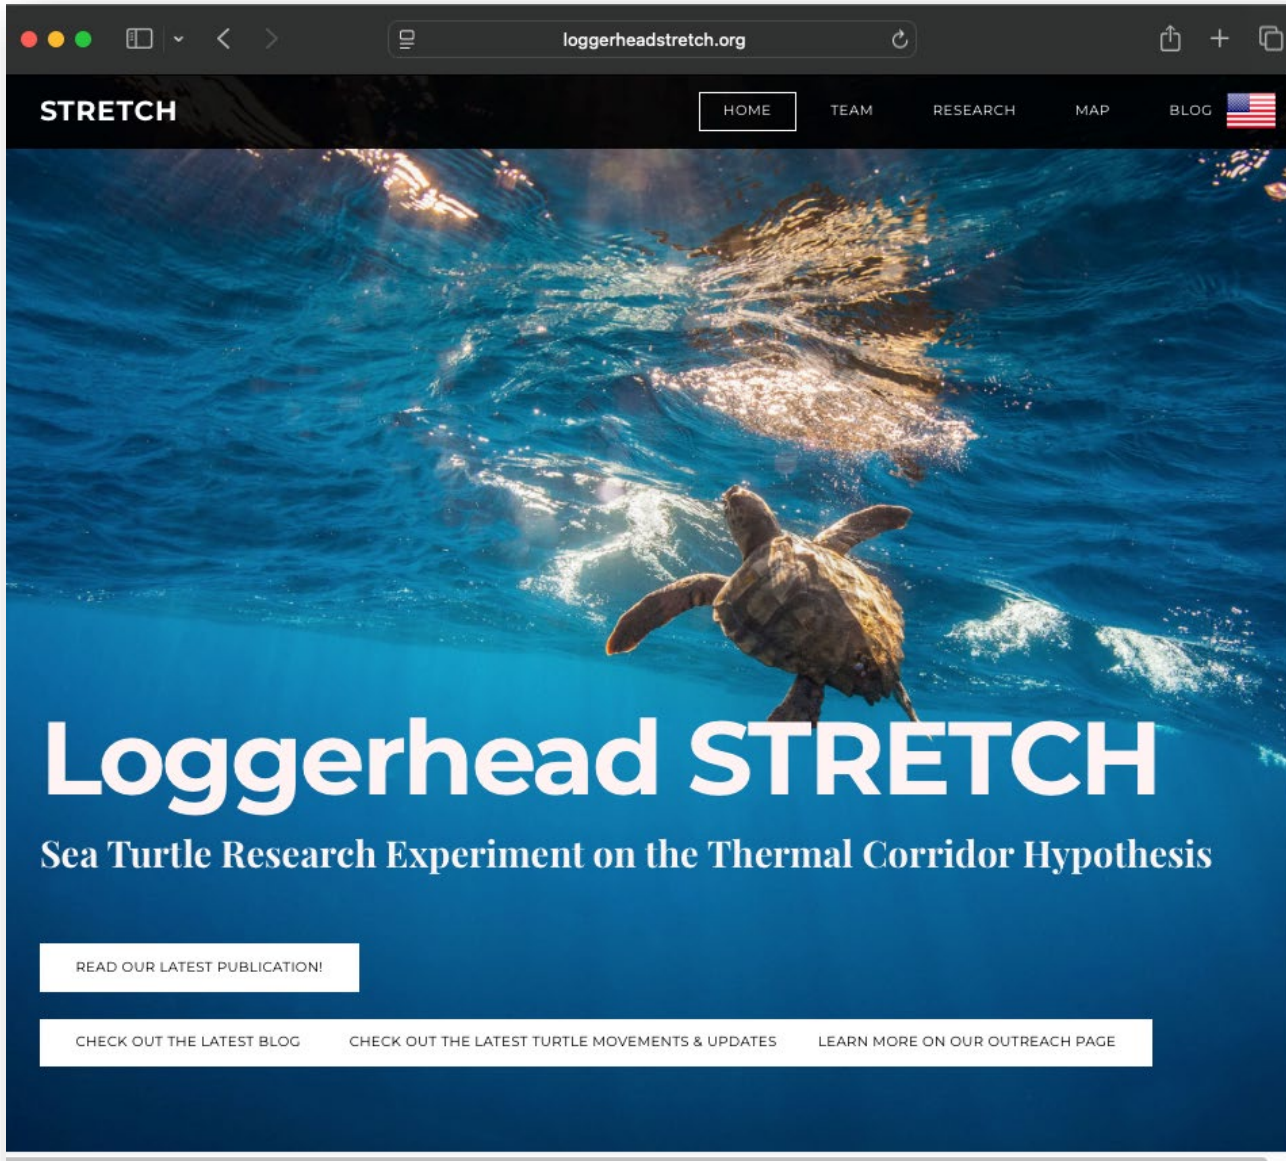 loggerheadstretch.org
STRETCH
HOME TEAM RESEARCH MAP BLOG
Loggerhead STRETCH
Sea Turtle Research Experiment on the Thermal Corridor Hypothesis
READ OUR LATEST PUBLICATION!
CHECK OUT THE LATEST BLOG CHECK OUT THE LATEST TURTLE MOVEMENTS & UPDATES LEARN MORE ON OUR OUTREACH PAGE